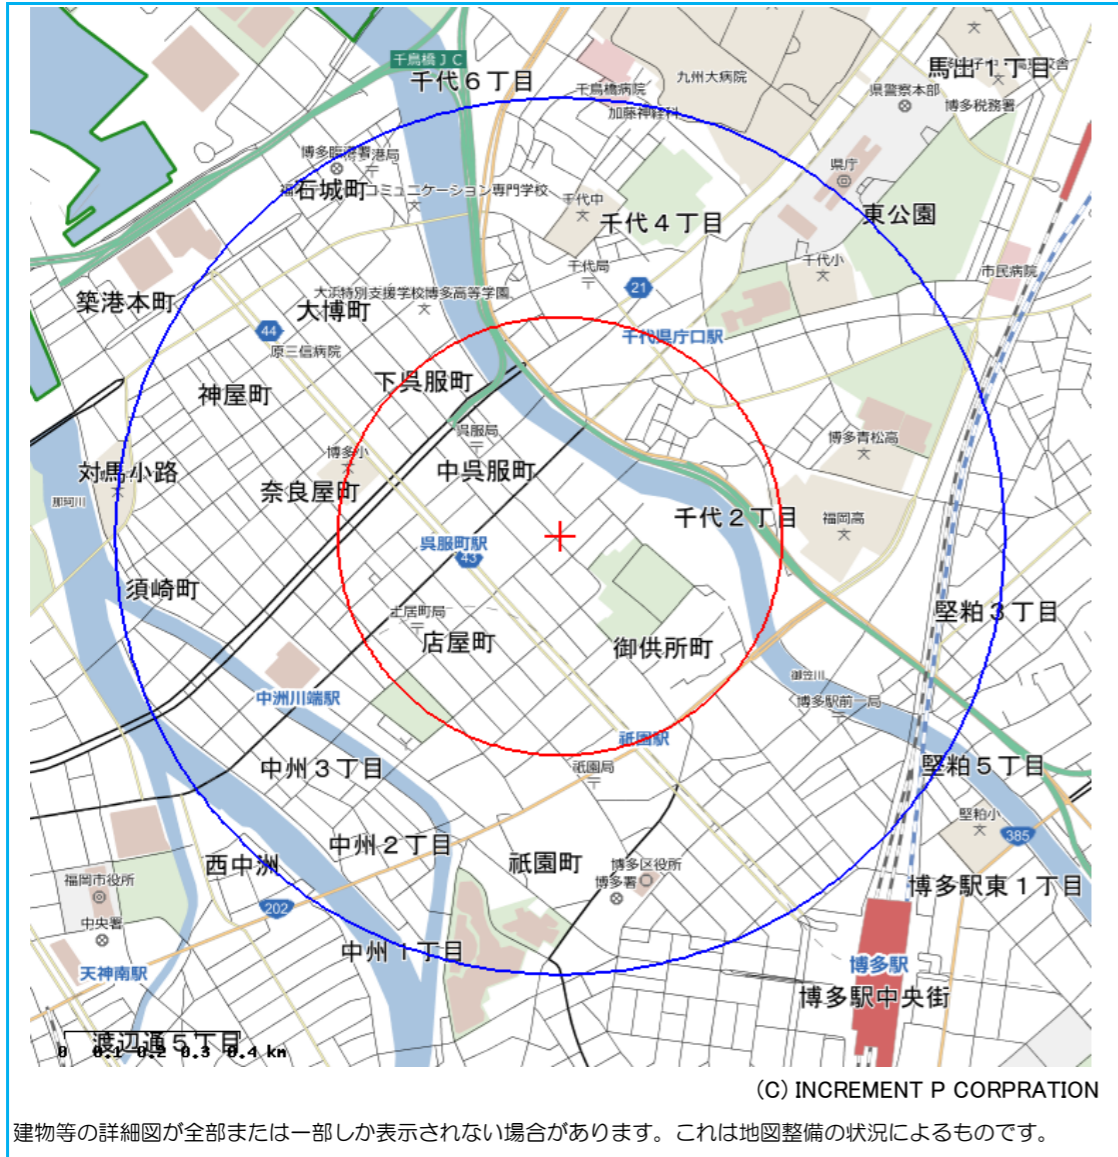 千鳥橋JC
千代6丁目
千鳥橋病院
加藤神経科
九州大病院
馬出1丁目
県警察本部
博多税務署
石城町
コミュニケーション専門学校
千代中
千代4丁目
県庁
東公園
千代局
千代小
市民病院
築港本町
大博町
大浜特別支援学校博多高等学園
21
44
原三信病院
千代県庁口駅
神屋町
下呉服町
呉服局
博多小
中呉服町
博多青松高
対馬小路
奈良屋町
那珂川
呉服町駅
43
千代2丁目
福岡高
須崎町
土居町局
店屋町
御供所町
堅粕3丁目
御笠川
博多駅前一局
中洲川端駅
祇園駅
祇園局
中州3丁目
堅粕5丁目
堅粕小
385
中州2丁目
西中洲
祇園町
博多区役所
博多署
福岡市役所
202
中央署
博多駅東1丁目
中州1丁目
天神南駅
博多駅
博多駅中央街
渡辺通5丁目
0 0.1 0.2 0.3 0.4 km
(C) INCREMENT P CORPRATION
建物等の詳細図が全部または一部しか表示されない場合があります。これは地図整備の状況によるものです。